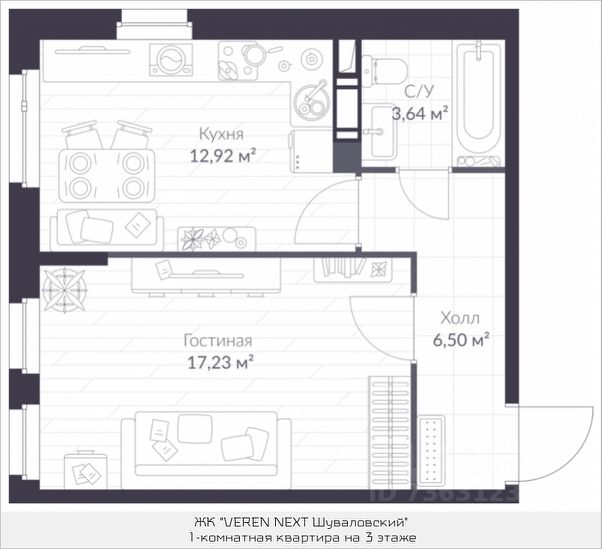 С/У
3,64 м²
Кухня
12,92 м²
Гостиная
17,23 м²
Холл
6,50 м²
ID 7363123
ЖК "VEREN NEXT Шуваловский"
1-комнатная квартира на 3 этаже